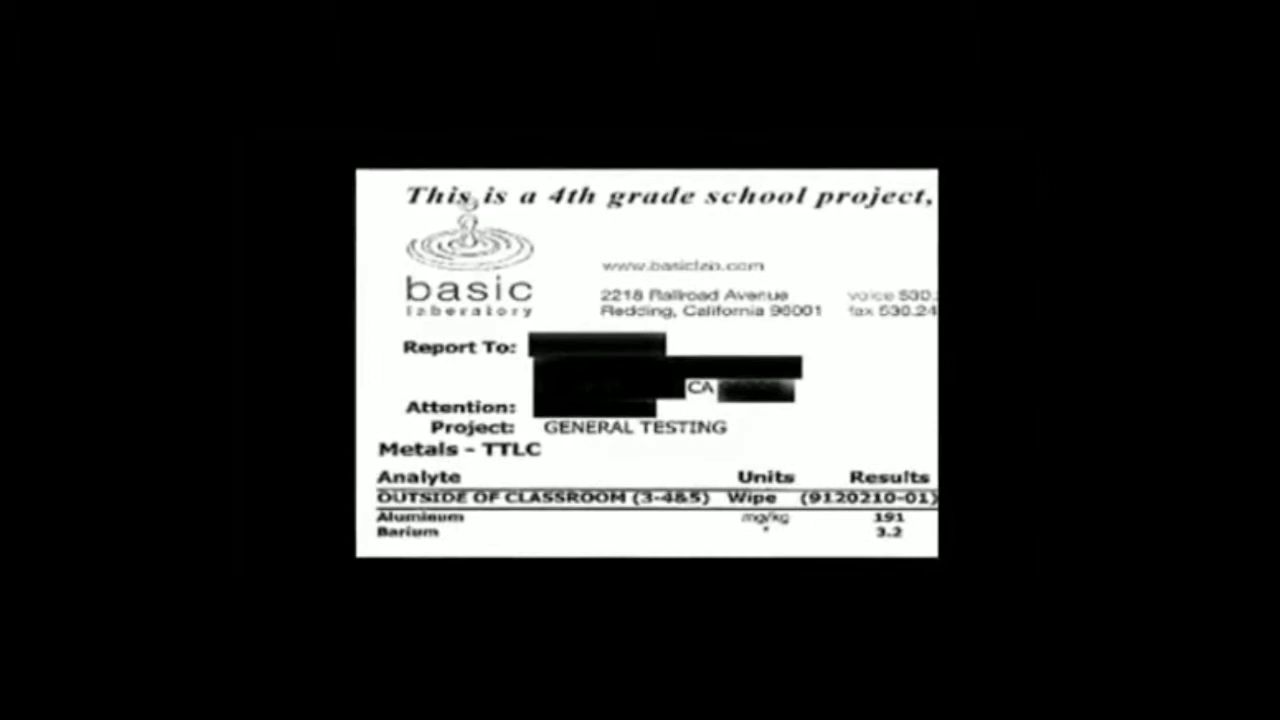 This is a 4th grade school project,
basic
laboratory
www.basiclab.com
2218 Railroad Avenue
Redding, California 96001
voice 530.
fax 530.24
Report To:
CA
Attention:
Project: GENERAL TESTING
Metals - TTLC
Analyte Units Results
OUTSIDE OF CLASSROOM (3-4&5) Wipe (9120210-01)
Aluminum mg/kg 191
Barium " 3.2